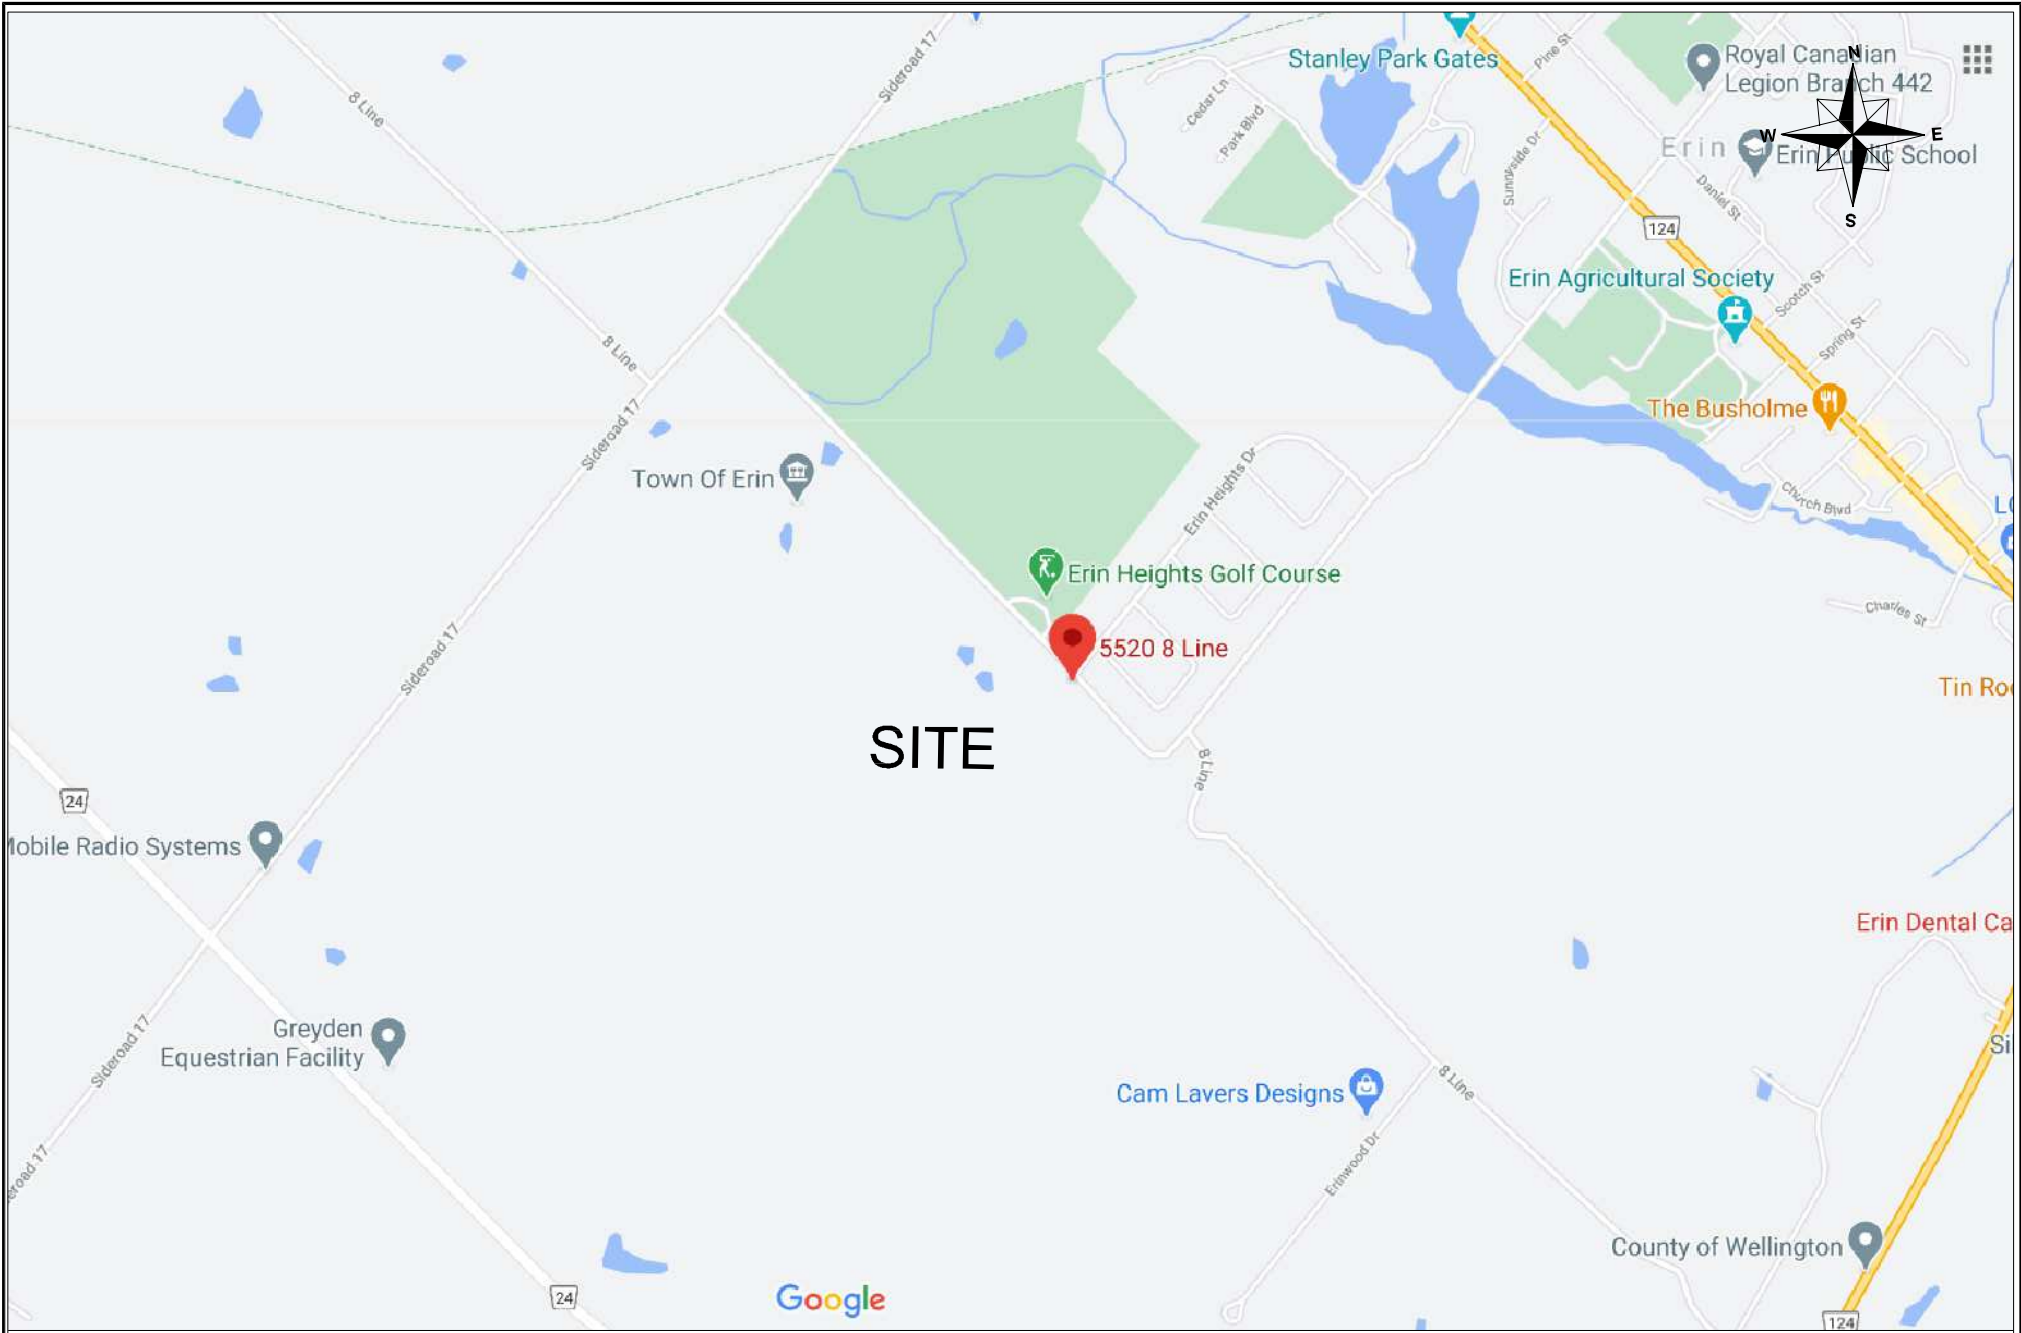 Sideroad 17
Pine St
N
Stanley Park Gates
Royal Canadian
Legion Branch 442
8 Line
Cedar Ln
Park Blvd
Sunnyside Dr
W
E
Erin
Erin Public School
Daniel St
S
124
Erin Agricultural Society
Scotch St
8 Line
Spring St
Sideroad 17
The Busholme
Town Of Erin
Erin Heights Dr
Church Blvd
Erin Heights Golf Course
Charles St
Sideroad 17
5520 8 Line
Tin Roo
SITE
8 Line
24
Mobile Radio Systems
Erin Dental Ca
Greyden
Equestrian Facility
Sideroad 17
Si
Cam Lavers Designs
8 Line
Erinwood Dr
eroad 17
County of Wellington
24
Google
124